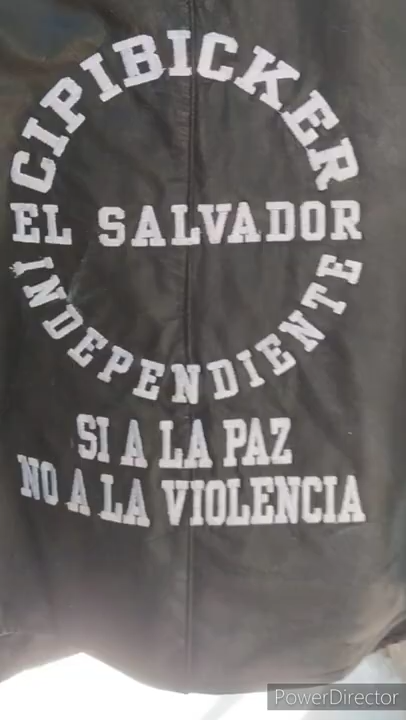 CIPIBICKER
EL SALVADOR
INDEPENDIENTE
SI A LA PAZ
NO A LA VIOLENCIA
PowerDirector